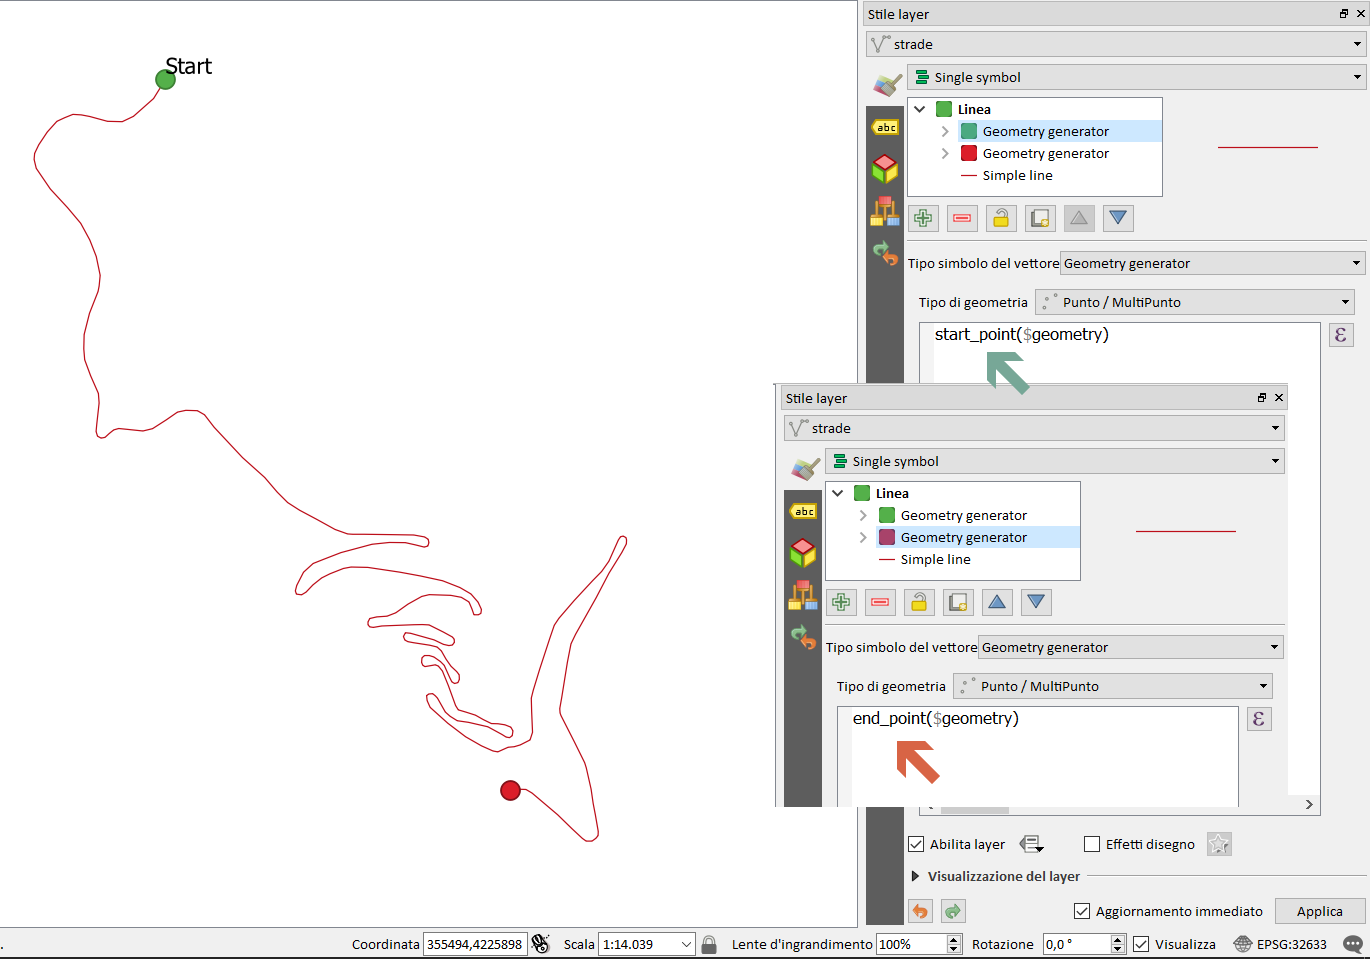 Start
Stile layer
strade
Single symbol
abc
Linea
Geometry generator
Geometry generator
Simple line
Tipo simbolo del vettore Geometry generator
Tipo di geometria Punto / MultiPunto
start_point($geometry)
ε
Stile layer
strade
Single symbol
abc
Linea
Geometry generator
Geometry generator
Simple line
Tipo simbolo del vettore Geometry generator
Tipo di geometria Punto / MultiPunto
end_point($geometry)
ε
Abilita layer Effetti disegno
Visualizzazione del layer
Aggiornamento immediato Applica
. Coordinata 355494,4225898 Scala 1:14.039 Lente d'ingrandimento 100% Rotazione 0,0 ° Visualizza EPSG:32633